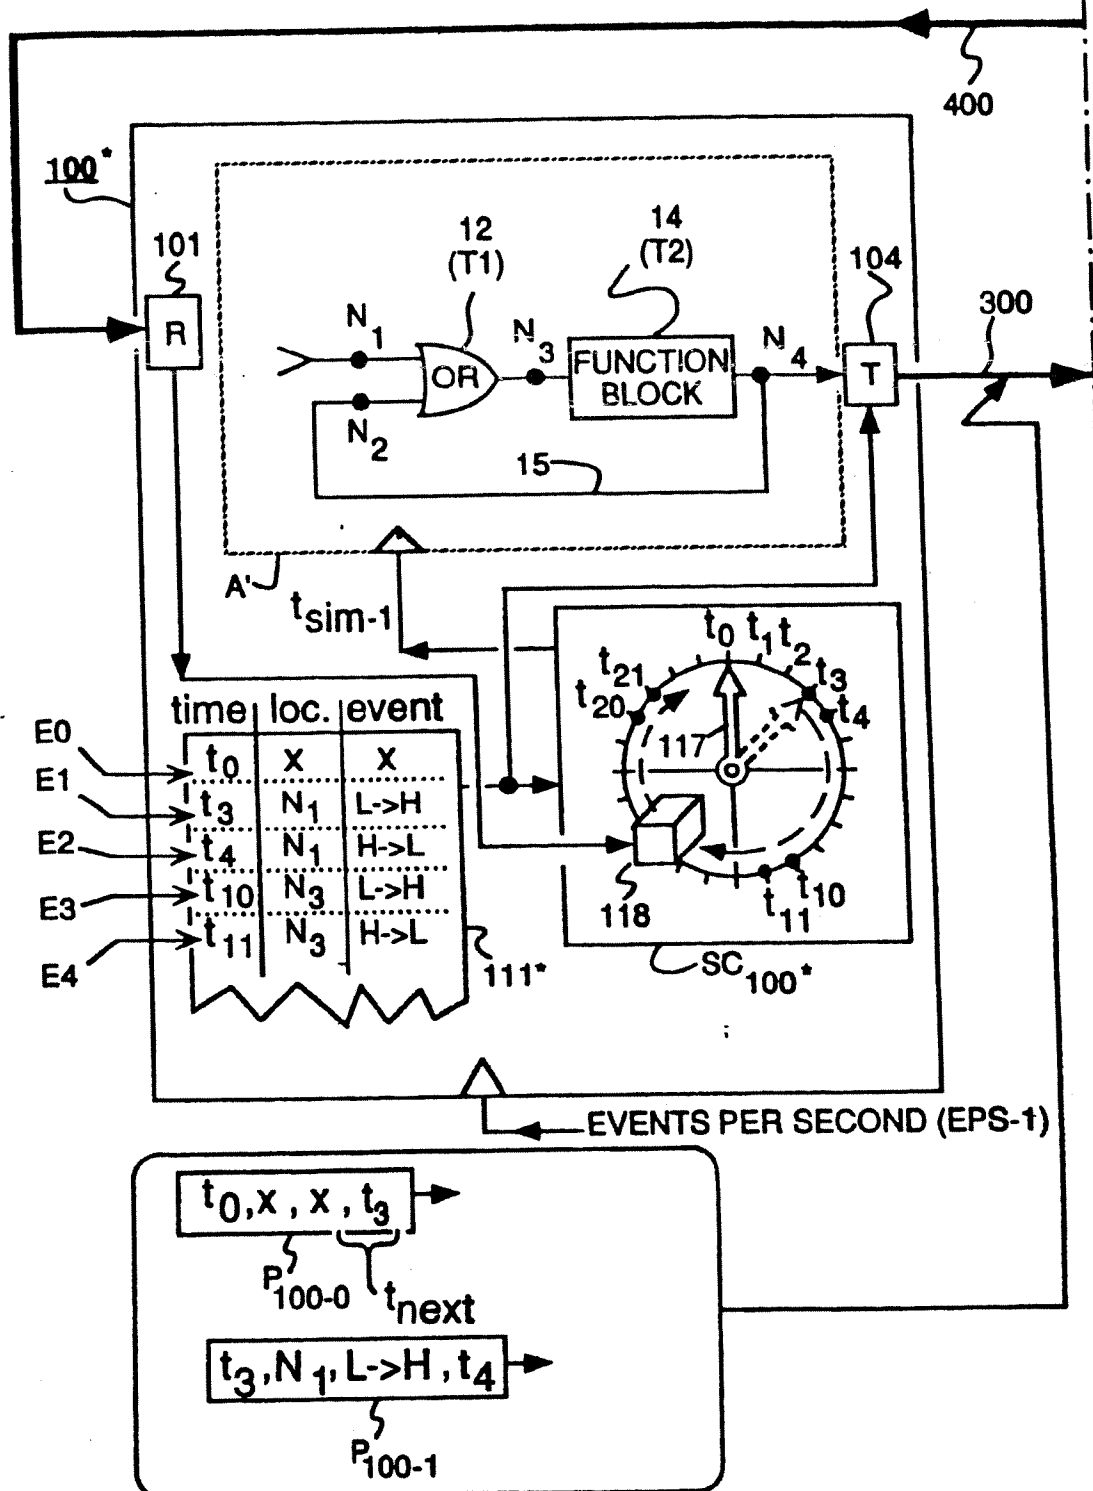 400
100*
101
R
12
(T1)
14
(T2)
104
300
N1
N2
OR
N3
FUNCTION
BLOCK
N4
T
15
A'
tsim-1
t0 t1 t2 t3 t4
t21
t20
117
118
t10
t11
SC100*
time loc. event
E0 t0 X X
E1 t3 N1 L->H
E2 t4 N1 H->L
E3 t10 N3 L->H
E4 t11 N3 H->L
111*
EVENTS PER SECOND (EPS-1)
t0, x, x, t3
P100-0
tnext
t3, N1, L->H, t4
P100-1